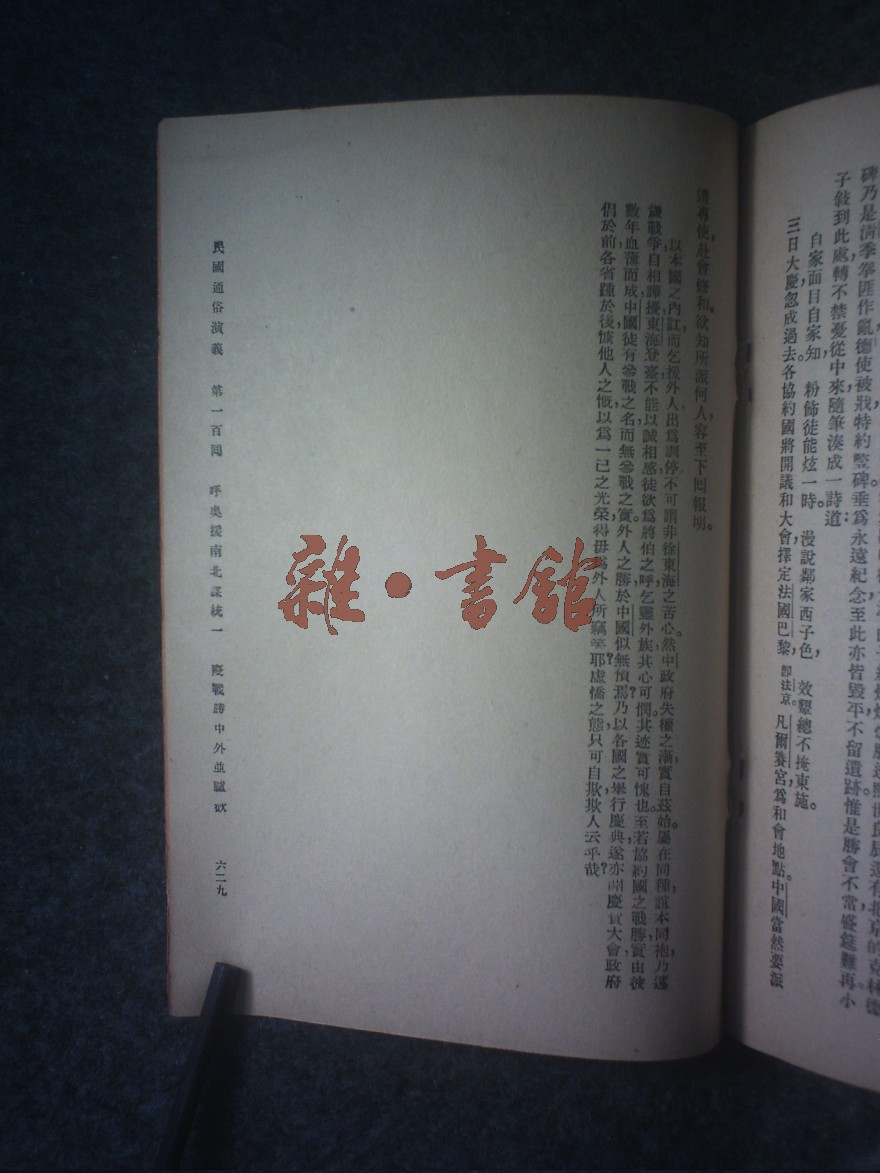 碑乃是清季拳匪作亂德使被戕特約豎碑垂爲永遠紀念至此亦皆毀平不留遺跡惟是勝會不常盛筵難再小
子敍到此處轉不禁憂從中來隨筆湊成一詩道：
自家面目自家知，粉飾徒能炫一時。漫說鄰家西子色，效顰總不掩東施。
三日大慶忽成過去各協約國將開議和大會擇定法國巴黎，卽法京。凡爾賽宮爲和會地點。中國當然要派
遣專使赴會修和。欲知所派何人，容至下回報明。
以本國之內訌，而乞援外人，出爲調停，不可謂非徐東海之苦心。然中政府失權之漸，實自茲始。屬在同種，誼本同袍，乃連
歲戰爭，自相譁擾，東海登臺，不能以誠相感，徒欲爲將伯之呼，乞靈外族，其心可憫，其迹實可愧也。至若協約國之戰勝，實由彼
數年血薄而成，中國徒有參戰之名，而無參戰之實，外人之勝，於中國似無預焉？乃以各國之舉行慶典，遂亦開慶賀大會，政府
倡於前，各省踵於後，慷他人之慨，以爲一己之光榮，得毋爲外人所竊笑耶？虛憍之態，只可自欺，欺人云乎哉？
民國通俗演義　第一百回　呼奧援南北謀統一　慶戰勝中外並臚歡　六二九
雜·書館